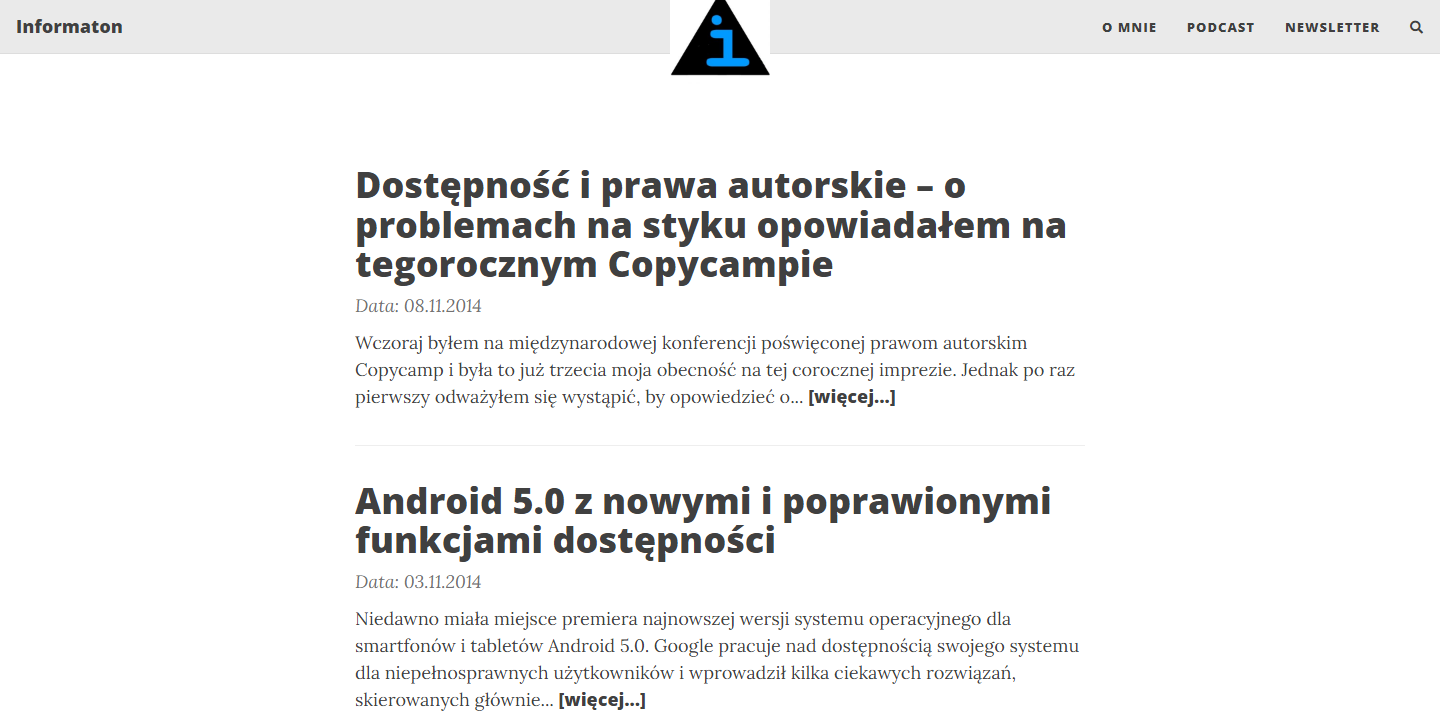 Informaton
i
O MNIE
PODCAST
NEWSLETTER
Dostępność i prawa autorskie – o
problemach na styku opowiadałem na
tegorocznym Copycampie
Data: 08.11.2014
Wczoraj byłem na międzynarodowej konferencji poświęconej prawom autorskim
Copycamp i była to już trzecia moja obecność na tej corocznej imprezie. Jednak po raz
pierwszy odważyłem się wystąpić, by opowiedzieć o... [więcej...]
Android 5.0 z nowymi i poprawionymi
funkcjami dostępności
Data: 03.11.2014
Niedawno miała miejsce premiera najnowszej wersji systemu operacyjnego dla
smartfonów i tabletów Android 5.0. Google pracuje nad dostępnością swojego systemu
dla niepełnosprawnych użytkowników i wprowadził kilka ciekawych rozwiązań,
skierowanych głównie... [więcej...]